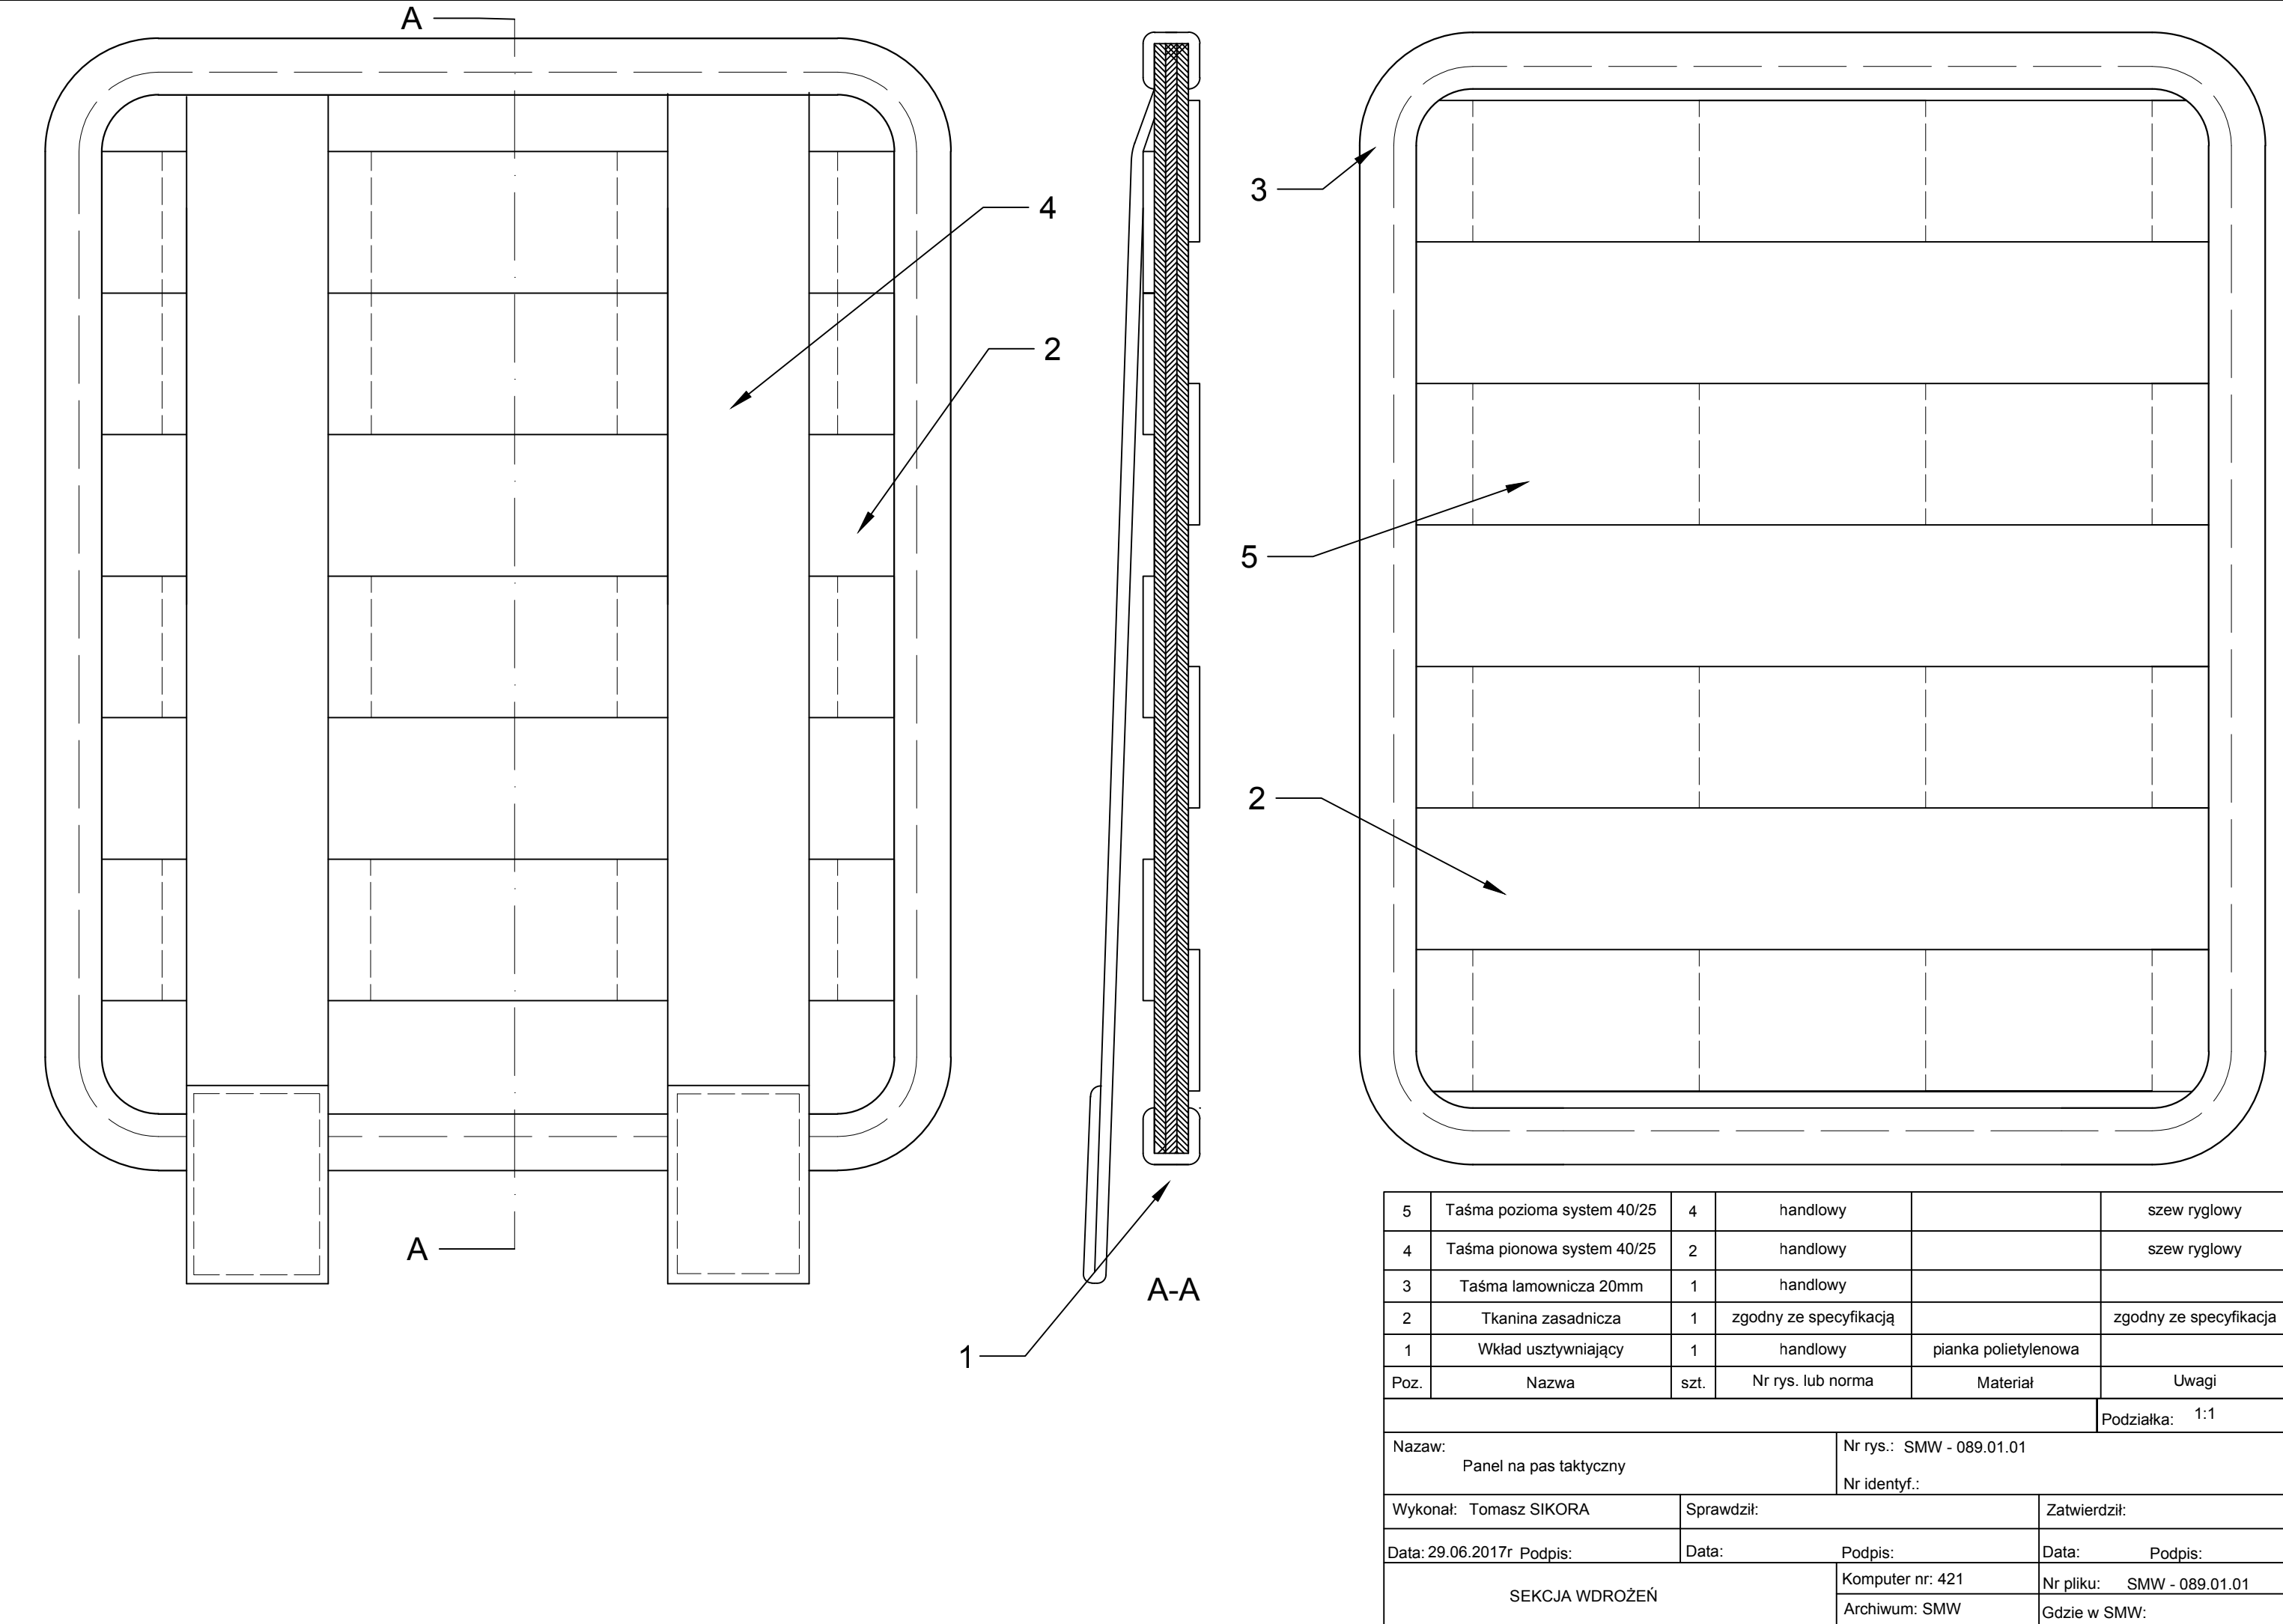 A
4
2
3
5
2
A
A-A
1
5 Taśma pozioma system 40/25 4 handlowy szew ryglowy
4 Taśma pionowa system 40/25 2 handlowy szew ryglowy
3 Taśma lamownicza 20mm 1 handlowy
2 Tkanina zasadnicza 1 zgodny ze specyfikacją zgodny ze specyfikacja
1 Wkład usztywniający 1 handlowy pianka polietylenowa
Poz. Nazwa szt. Nr rys. lub norma Materiał Uwagi
Podziałka: 1:1
Nazaw: Nr rys.: SMW - 089.01.01
Panel na pas taktyczny
Nr identyf.:
Wykonał: Tomasz SIKORA Sprawdził: Zatwierdził:
Data: 29.06.2017r Podpis: Data: Podpis: Data: Podpis:
SEKCJA WDROŻEŃ
Komputer nr: 421 Nr pliku: SMW - 089.01.01
Archiwum: SMW Gdzie w SMW: